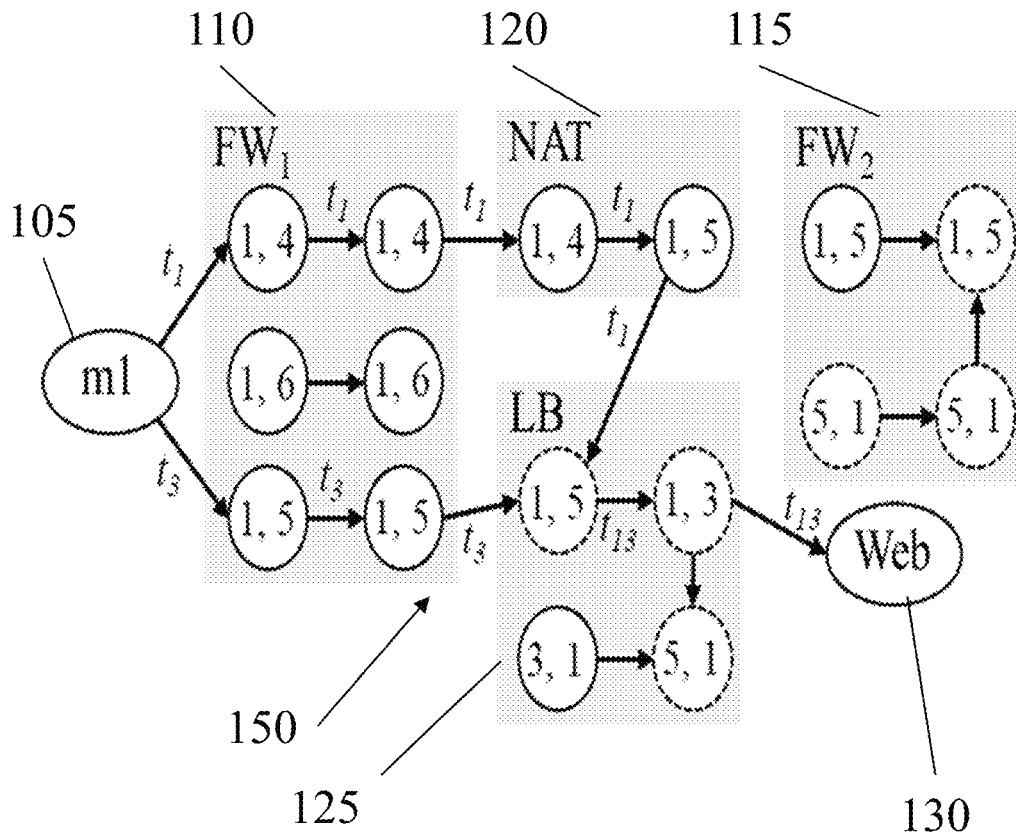 110 120 115
FW1 NAT FW2
105
t1 t1 t1 t1
1, 4 1, 4 1, 4 1, 5 1, 5 1, 5
t1
m1 1, 6 1, 6 5, 1 5, 1
LB
t3 t3 t3 t13 t13
1, 5 1, 5 1, 5 1, 3 Web
3, 1 5, 1
150
125 130